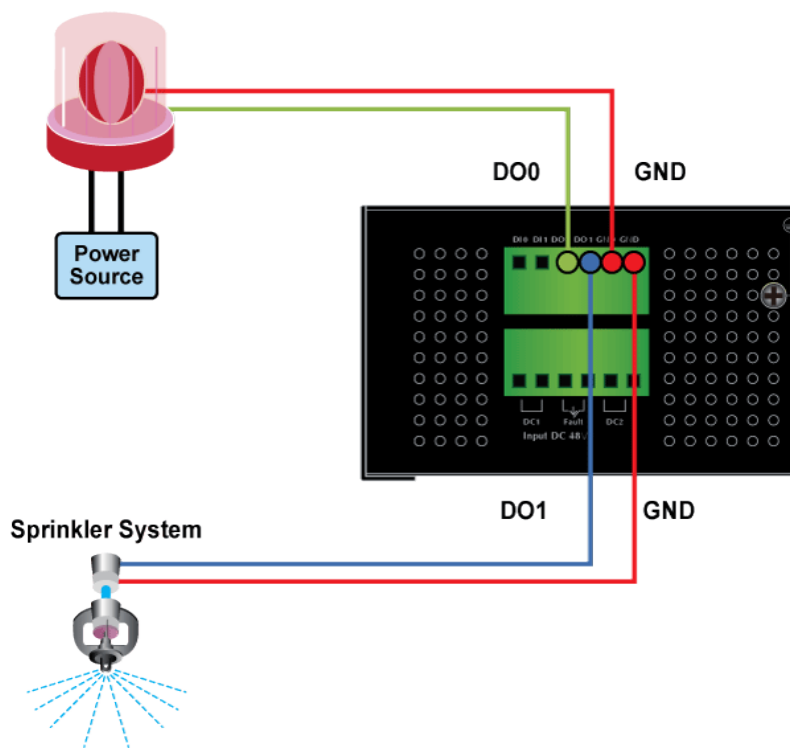 DO0 GND
Power
Source
DI0 DI1 DO0 DO1 GND GND
DC1 Fault DC2
Input DC 48V
DO1 GND
Sprinkler System